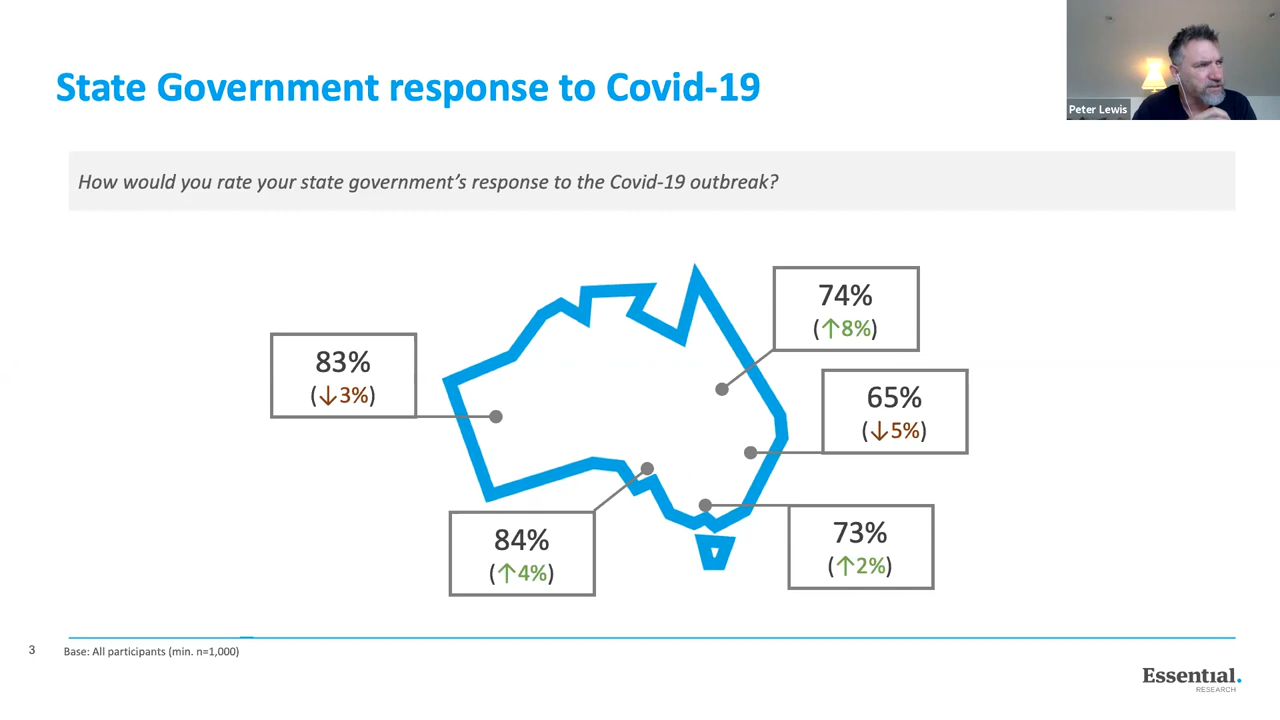 State Government response to Covid-19
Peter Lewis
How would you rate your state government's response to the Covid-19 outbreak?
74%
(↑8%)
83%
(↓3%)
65%
(↓5%)
84%
(↑4%)
73%
(↑2%)
3
Base: All participants (min. n=1,000)
Essential.
RESEARCH